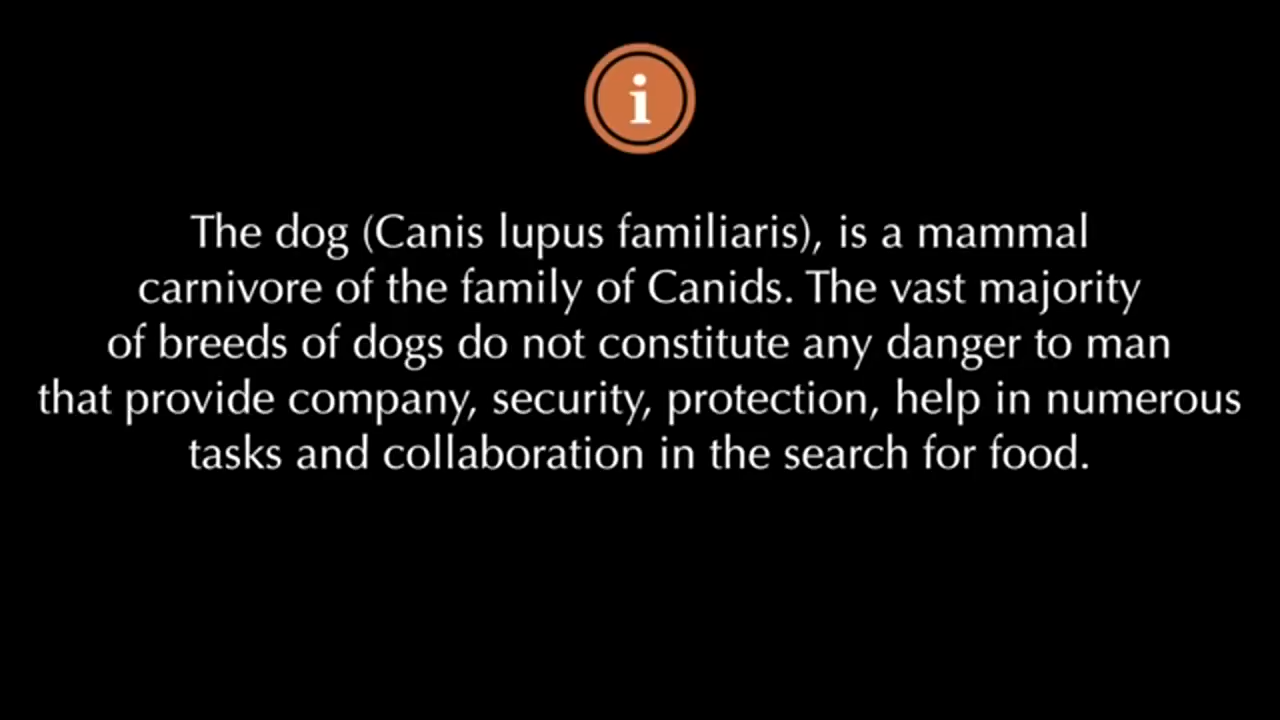 i
The dog (Canis lupus familiaris), is a mammal
carnivore of the family of Canids. The vast majority
of breeds of dogs do not constitute any danger to man
that provide company, security, protection, help in numerous
tasks and collaboration in the search for food.